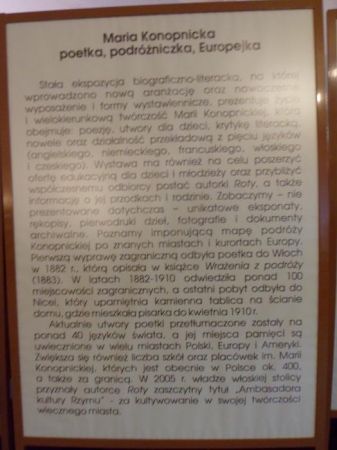 Maria Konopnicka
poetka, podróżniczka, Europejka
Stała ekspozycja biograficzno-literacka, na której
wprowadzono nową aranżację oraz nowoczesne
wyposażenie i formy wystawiennicze, prezentuje życie
i wielokierunkową twórczość Marii Konopnickiej, którą
obejmuje: poezję, utwory dla dzieci, krytykę literacką,
nowele oraz działalność przekładową z pięciu języków
(angielskiego, niemieckiego, francuskiego, włoskiego
i czeskiego). Wystawa ma również na celu poszerzyć
ofertę edukacyjną dla dzieci i młodzieży oraz przybliżyć
współczesnemu odbiorcy postać autorki Roty, a także
informacje o jej przodkach i rodzinie. Zobaczymy – nie
prezentowane dotychczas – unikatowe eksponaty,
rękopisy, pierwodruki dzieł, fotografie i dokumenty
archiwalne. Poznamy imponującą mapę podróży
Konopnickiej po znanych miastach i kurortach Europy.
Pierwszą wyprawę zagraniczną odbyła poetka do Włoch
w 1882 r., którą opisała w książce Wrażenia z podróży
(1883). W latach 1882-1910 odwiedziła ponad 100
miejscowości zagranicznych, a ostatni pobyt odbyła do
Nicei, który upamiętnia kamienna tablica na ścianie
domu, gdzie mieszkała pisarka do kwietnia 1910 r.
Aktualnie utwory poetki przetłumaczone zostały na
ponad 40 języków świata, a jej miejsca pamięci są
uwiecznione w wielu miastach Polski, Europy i Ameryki.
Zwiększa się również liczba szkół oraz placówek im. Marii
Konopnickiej, których jest obecnie w Polsce ok. 400,
a także za granicą. W 2005 r. władze włoskiej stolicy
przyznały autorce Roty zaszczytny tytuł „Ambasadora
kultury Rzymu" - za kultywowanie w swojej twórczości
wiecznego miasta.